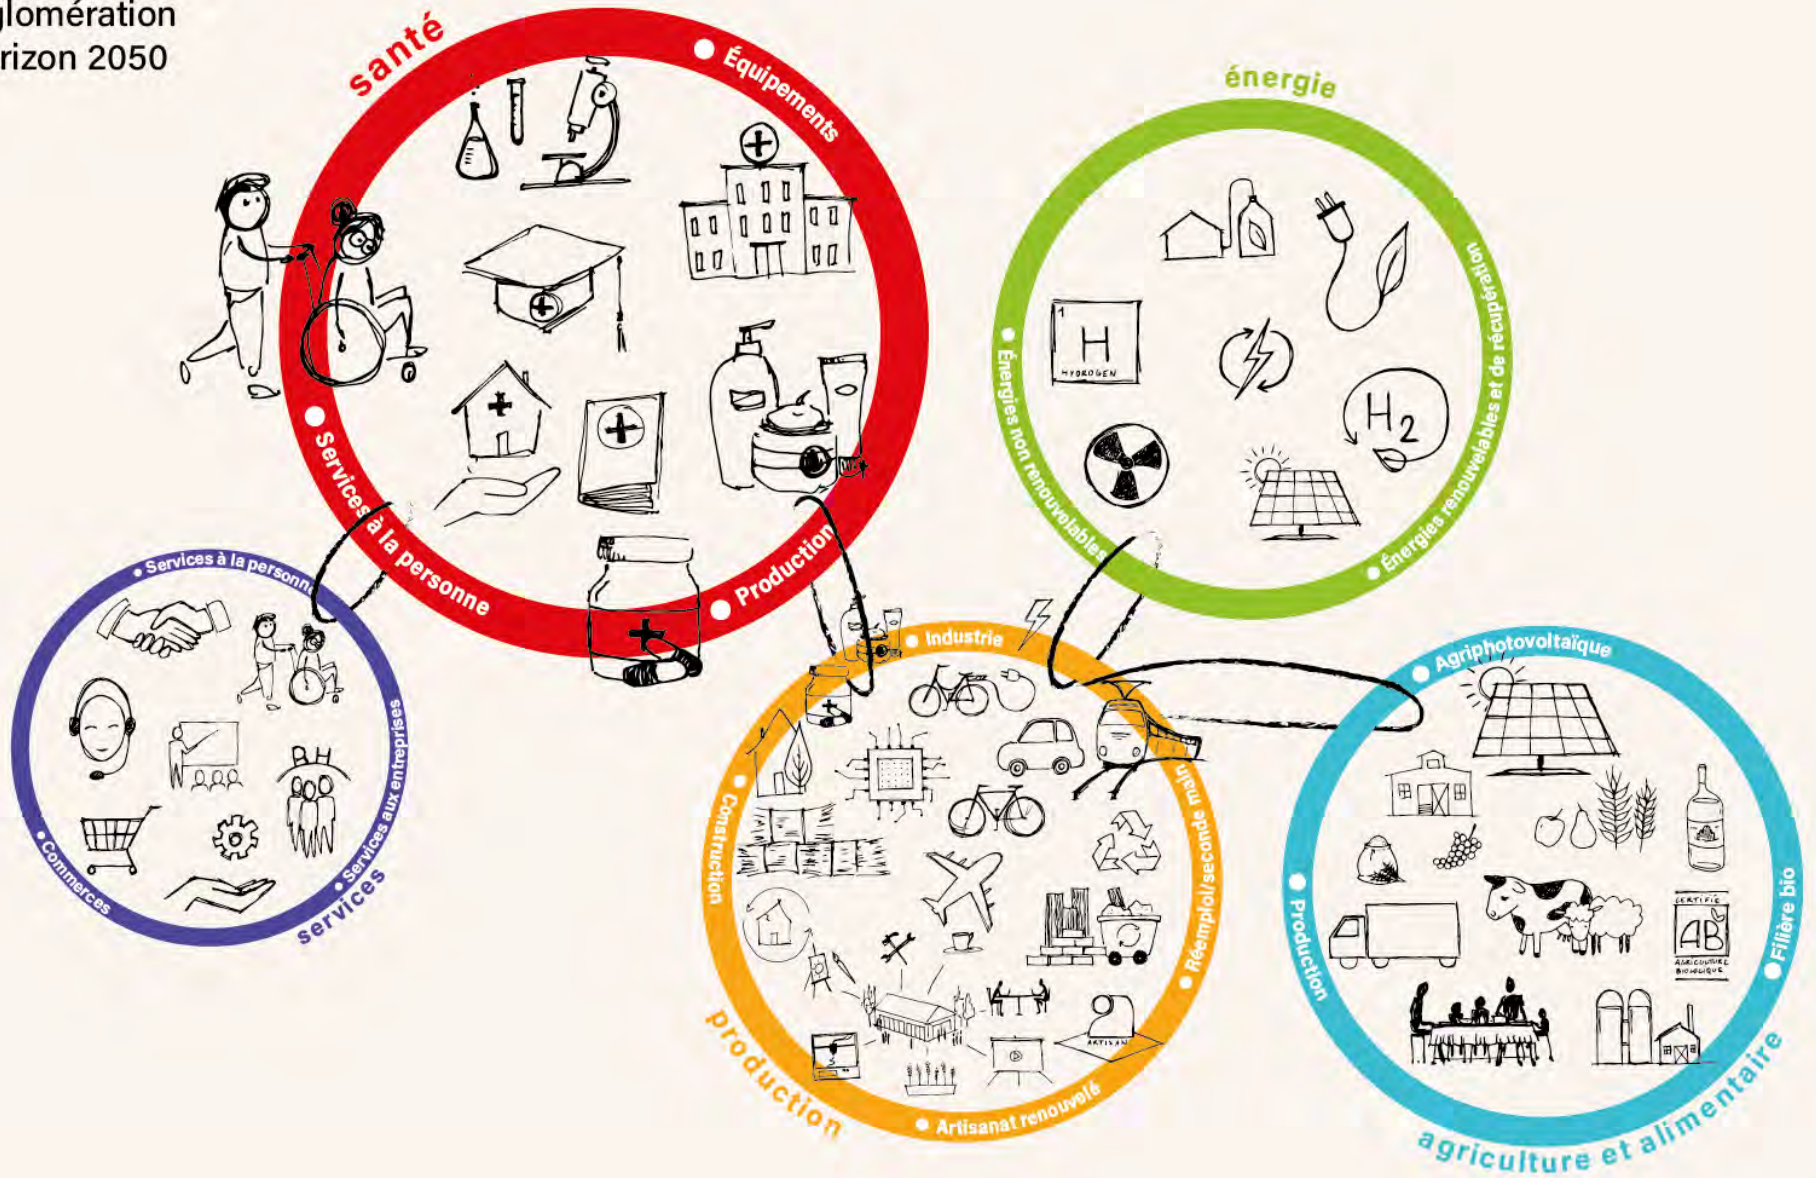 glomération
rizon 2050
santé
Équipements
Services à la personne
Production
énergie
Énergies non renouvelables
Énergies renouvelables et de récupération
1
H
HYDROGEN
H2
Services à la personne
Services aux entreprises
Commerces
RH
services
Industrie
Construction
Réemploi/seconde main
Artisanat renouvelé
ARTISAN
production
Agriphotovoltaïque
Production
Filière bio
CERTIFIÉ
AB
AGRICULTURE
BIOLOGIQUE
agriculture et alimentaire